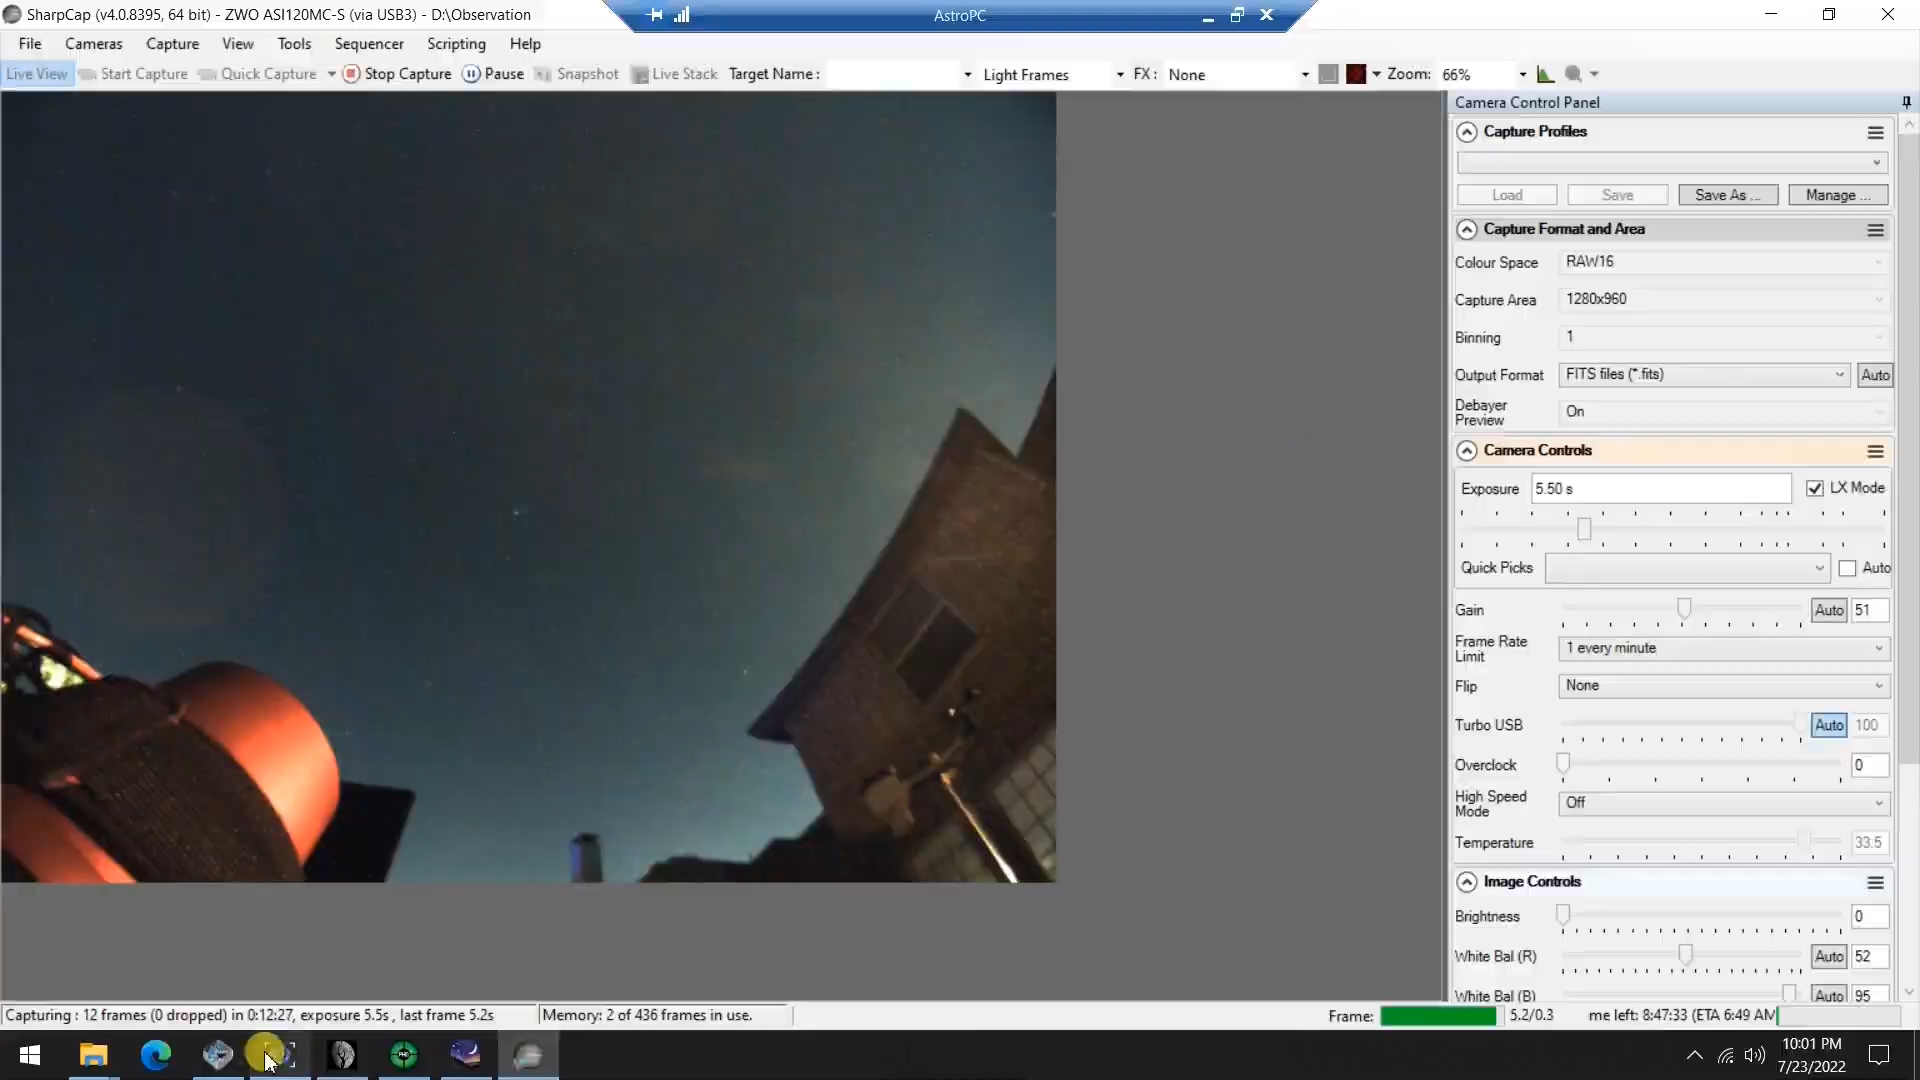 SharpCap (v4.0.8395, 64 bit) - ZWO ASI120MC-S (via USB3) - D:\Observation
AstroPC
File Cameras Capture View Tools Sequencer Scripting Help
Live View Start Capture Quick Capture Stop Capture Pause Snapshot Live Stack Target Name : Light Frames FX : None Zoom: 66%
Camera Control Panel
Capture Profiles
Load Save Save As ... Manage ...
Capture Format and Area
Colour Space RAW16
Capture Area 1280x960
Binning 1
Output Format FITS files (*.fits) Auto
Debayer
Preview On
Camera Controls
Exposure 5.50 s LX Mode
Quick Picks Auto
Gain Auto 51
Frame Rate
Limit 1 every minute
Flip None
Turbo USB Auto 100
Overclock 0
High Speed
Mode Off
Temperature 33.5
Image Controls
Brightness 0
White Bal (R) Auto 52
White Bal (B) Auto 95
Capturing : 12 frames (0 dropped) in 0:12:27, exposure 5.5s , last frame 5.2s Memory: 2 of 436 frames in use. Frame: 5.2/0.3 me left: 8:47:33 (ETA 6:49 AM
PHD
10:01 PM
7/23/2022